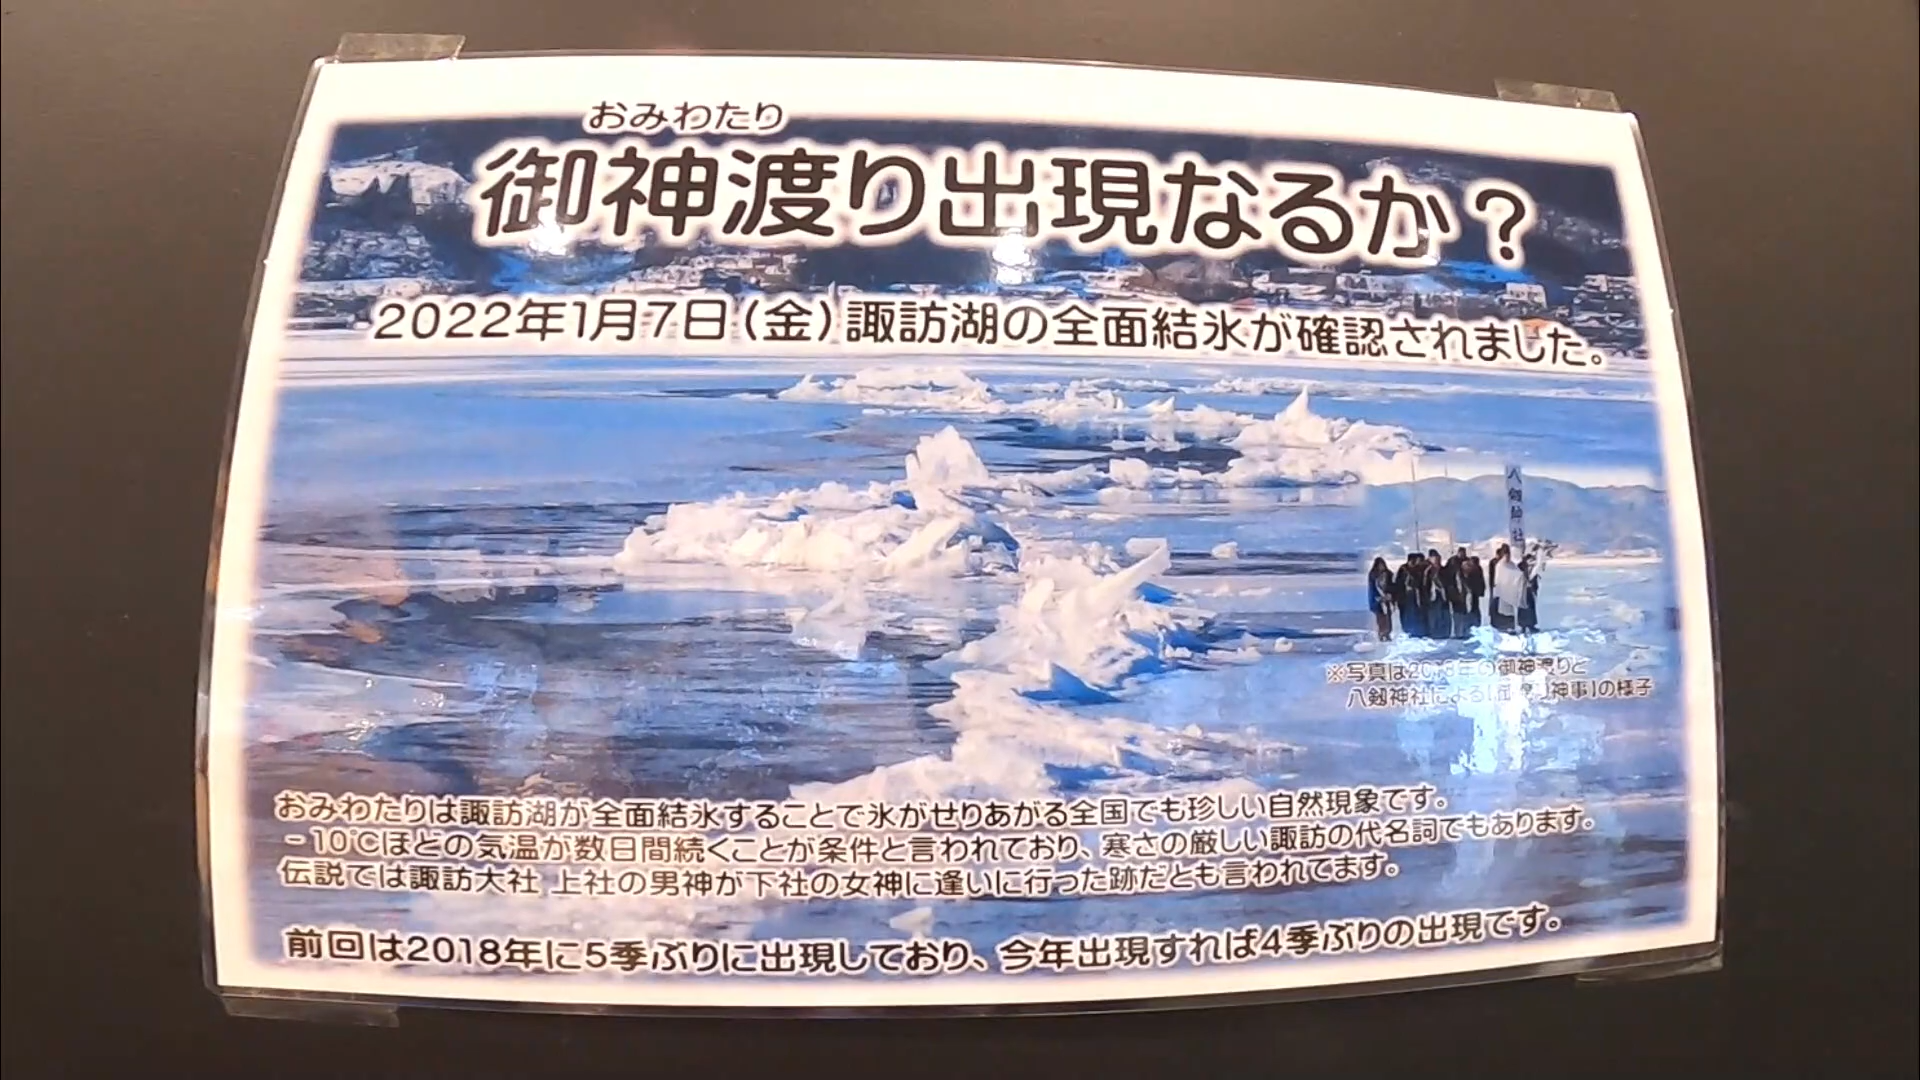 おみわたり
御神渡り出現なるか？
2022年1月7日（金）諏訪湖の全面結氷が確認されました。
八劔神社
※写真は2018年の御神渡りと
八劔神社による「御渡り神事」の様子
おみわたりは諏訪湖が全面結氷することで氷がせりあがる全国でも珍しい自然現象です。
－10℃ほどの気温が数日間続くことが条件と言われており、寒さの厳しい諏訪の代名詞でもあります。
伝説では諏訪大社 上社の男神が下社の女神に逢いに行った跡だとも言われてます。
前回は2018年に5季ぶりに出現しており、今年出現すれば4季ぶりの出現です。